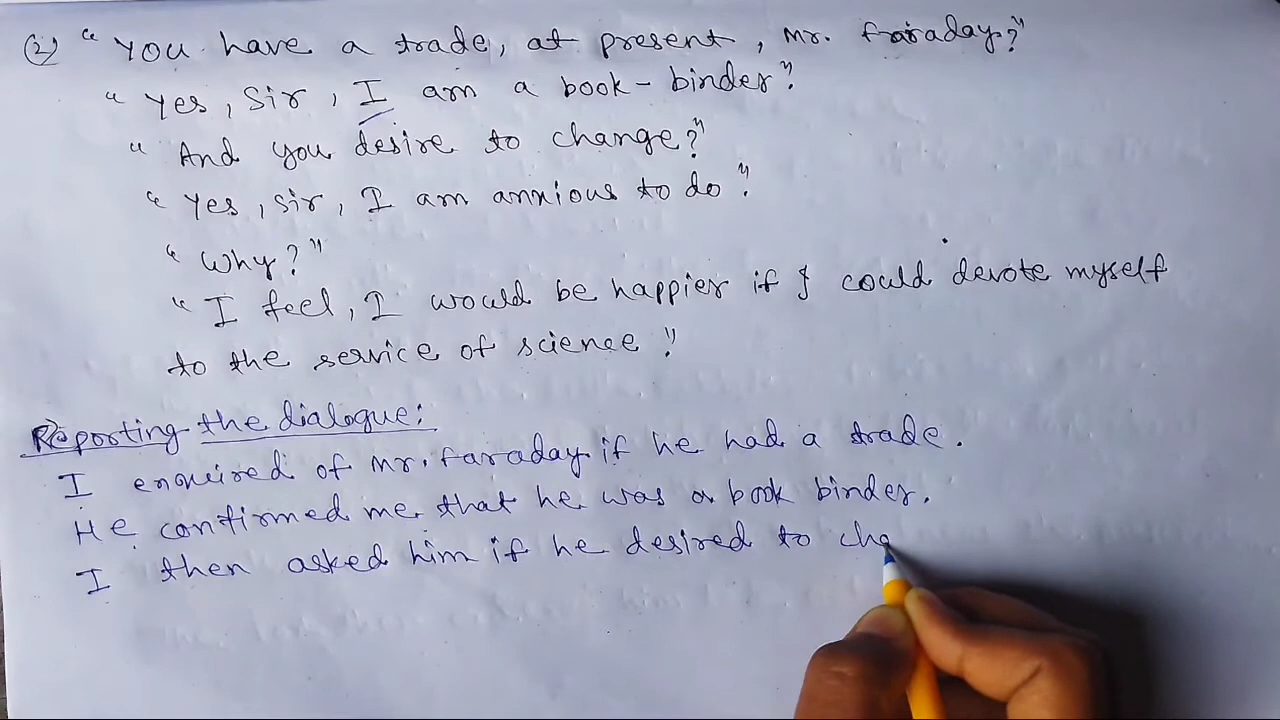 (2) "You have a trade, at present, Mr. Faraday?"
"Yes, Sir, I am a book-binder."
"And you desire to change?"
"Yes, sir, I am anxious to do."
"Why?"
"I feel, I would be happier if I could devote myself
to the service of science."
Reporting the dialogue:
I enquired of Mr. Faraday if he had a trade.
He confirmed me that he was a book binder.
I then asked him if he desired to cha